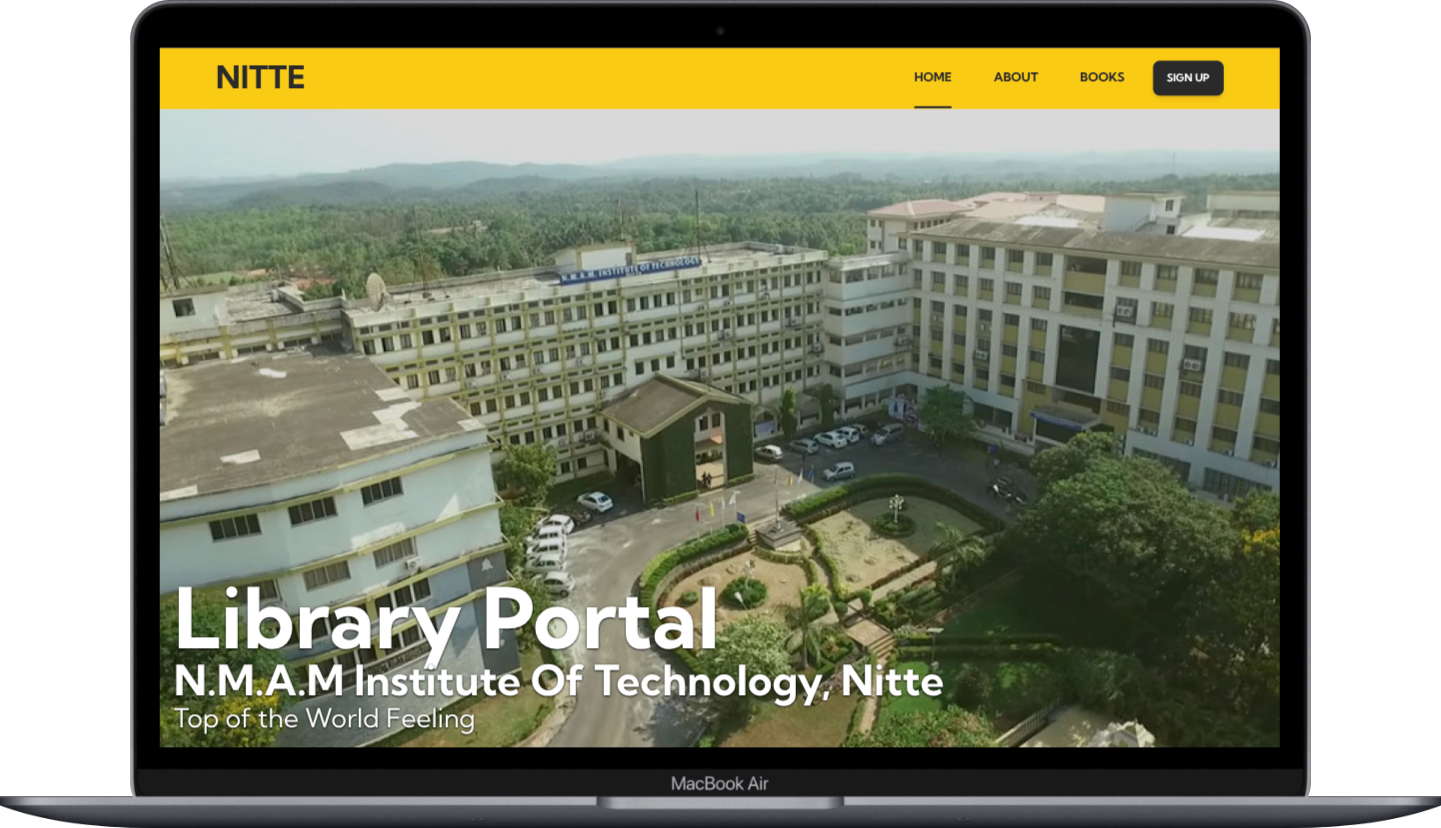 NITTE
HOME ABOUT BOOKS SIGN UP
N.M.A.M. INSTITUTE OF TECHNOLOGY
Library Portal
N.M.A.M Institute Of Technology, Nitte
Top of the World Feeling
MacBook Air